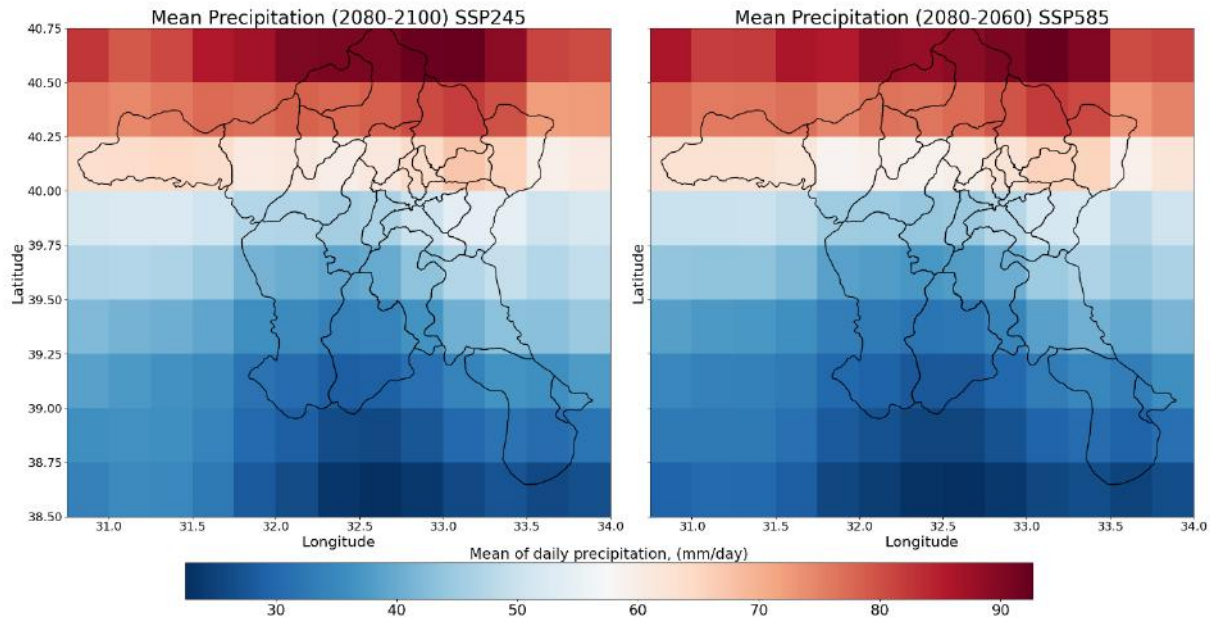 Mean Precipitation (2080-2100) SSP245
Mean Precipitation (2080-2060) SSP585
40.75
40.50
40.25
40.00
39.75
39.50
39.25
39.00
38.75
38.50
Latitude
Latitude
31.0 31.5 32.0 32.5 33.0 33.5 34.0
31.0 31.5 32.0 32.5 33.0 33.5 34.0
Longitude
Longitude
Mean of daily precipitation, (mm/day)
30 40 50 60 70 80 90